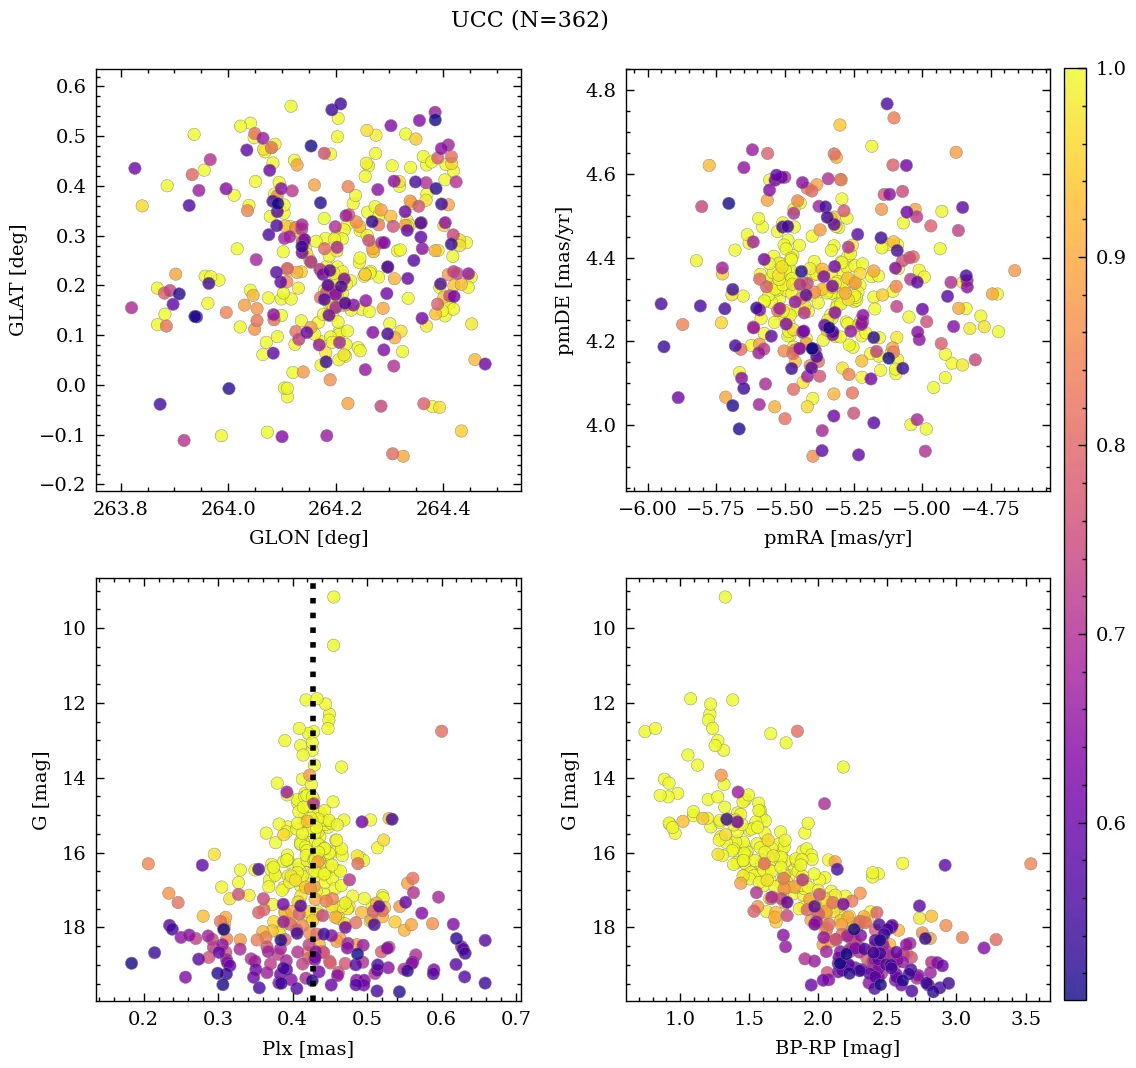 UCC (N=362)
0.6
0.5
0.4
0.3
0.2
0.1
0.0
−0.1
−0.2
GLAT [deg]
263.8 264.0 264.2 264.4
GLON [deg]
4.8
4.6
4.4
4.2
4.0
pmDE [mas/yr]
−6.00 −5.75 −5.50 −5.25 −5.00 −4.75
pmRA [mas/yr]
10
12
14
16
18
G [mag]
0.2 0.3 0.4 0.5 0.6 0.7
Plx [mas]
10
12
14
16
18
G [mag]
1.0 1.5 2.0 2.5 3.0 3.5
BP-RP [mag]
1.0
0.9
0.8
0.7
0.6